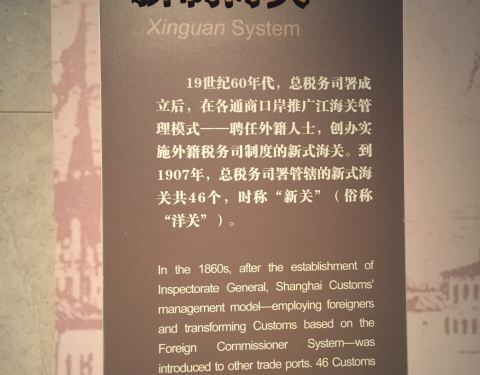 Xinguan System
19世纪60年代，总税务司署成
立后，在各通商口岸推广江海关管
理模式——聘任外籍人士，创办实
施外籍税务司制度的新式海关。到
1907年，总税务司署管辖的新式海
关共46个，时称“新关”（俗称
“洋关”）。
In the 1860s, after the establishment of
Inspectorate General, Shanghai Customs'
management model—employing foreigners
and transforming Customs based on the
Foreign Commissioner System—was
introduced to other trade ports. 46 Customs